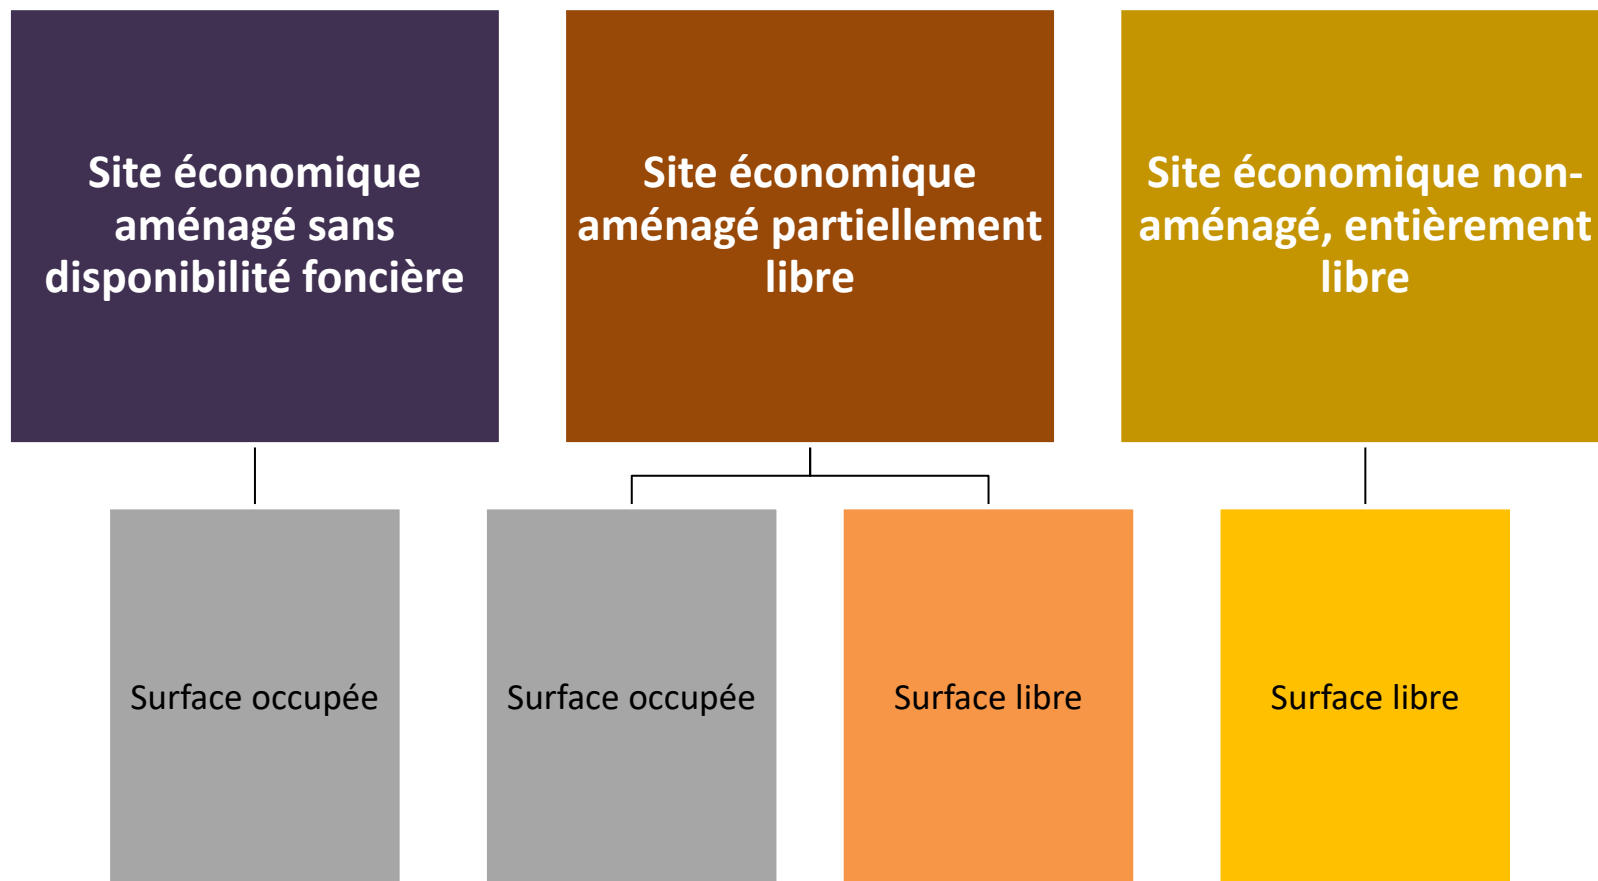 Site économique
aménagé sans
disponibilité foncière
Site économique
aménagé partiellement
libre
Site économique non-
aménagé, entièrement
libre
Surface occupée
Surface occupée
Surface libre
Surface libre